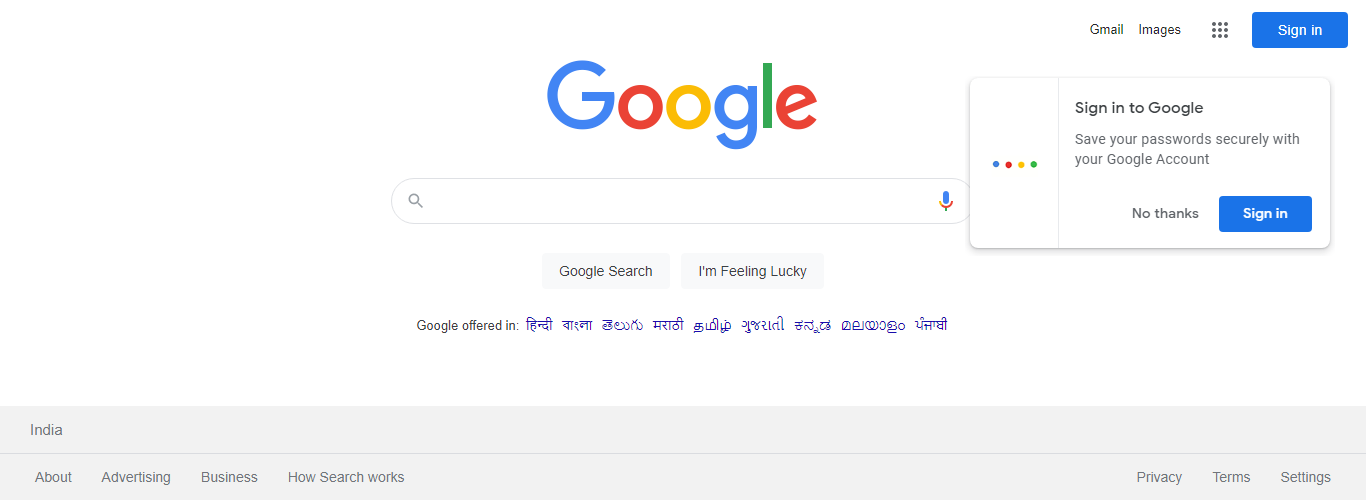 Gmail Images Sign in
Google
Sign in to Google
Save your passwords securely with
your Google Account
No thanks Sign in
Google Search I'm Feeling Lucky
Google offered in: हिन्दी বাংলা తెలుగు मराठी தமிழ் ગુજરાતી ಕನ್ನಡ മലയാളം ਪੰਜਾਬੀ
India
About Advertising Business How Search works Privacy Terms Settings